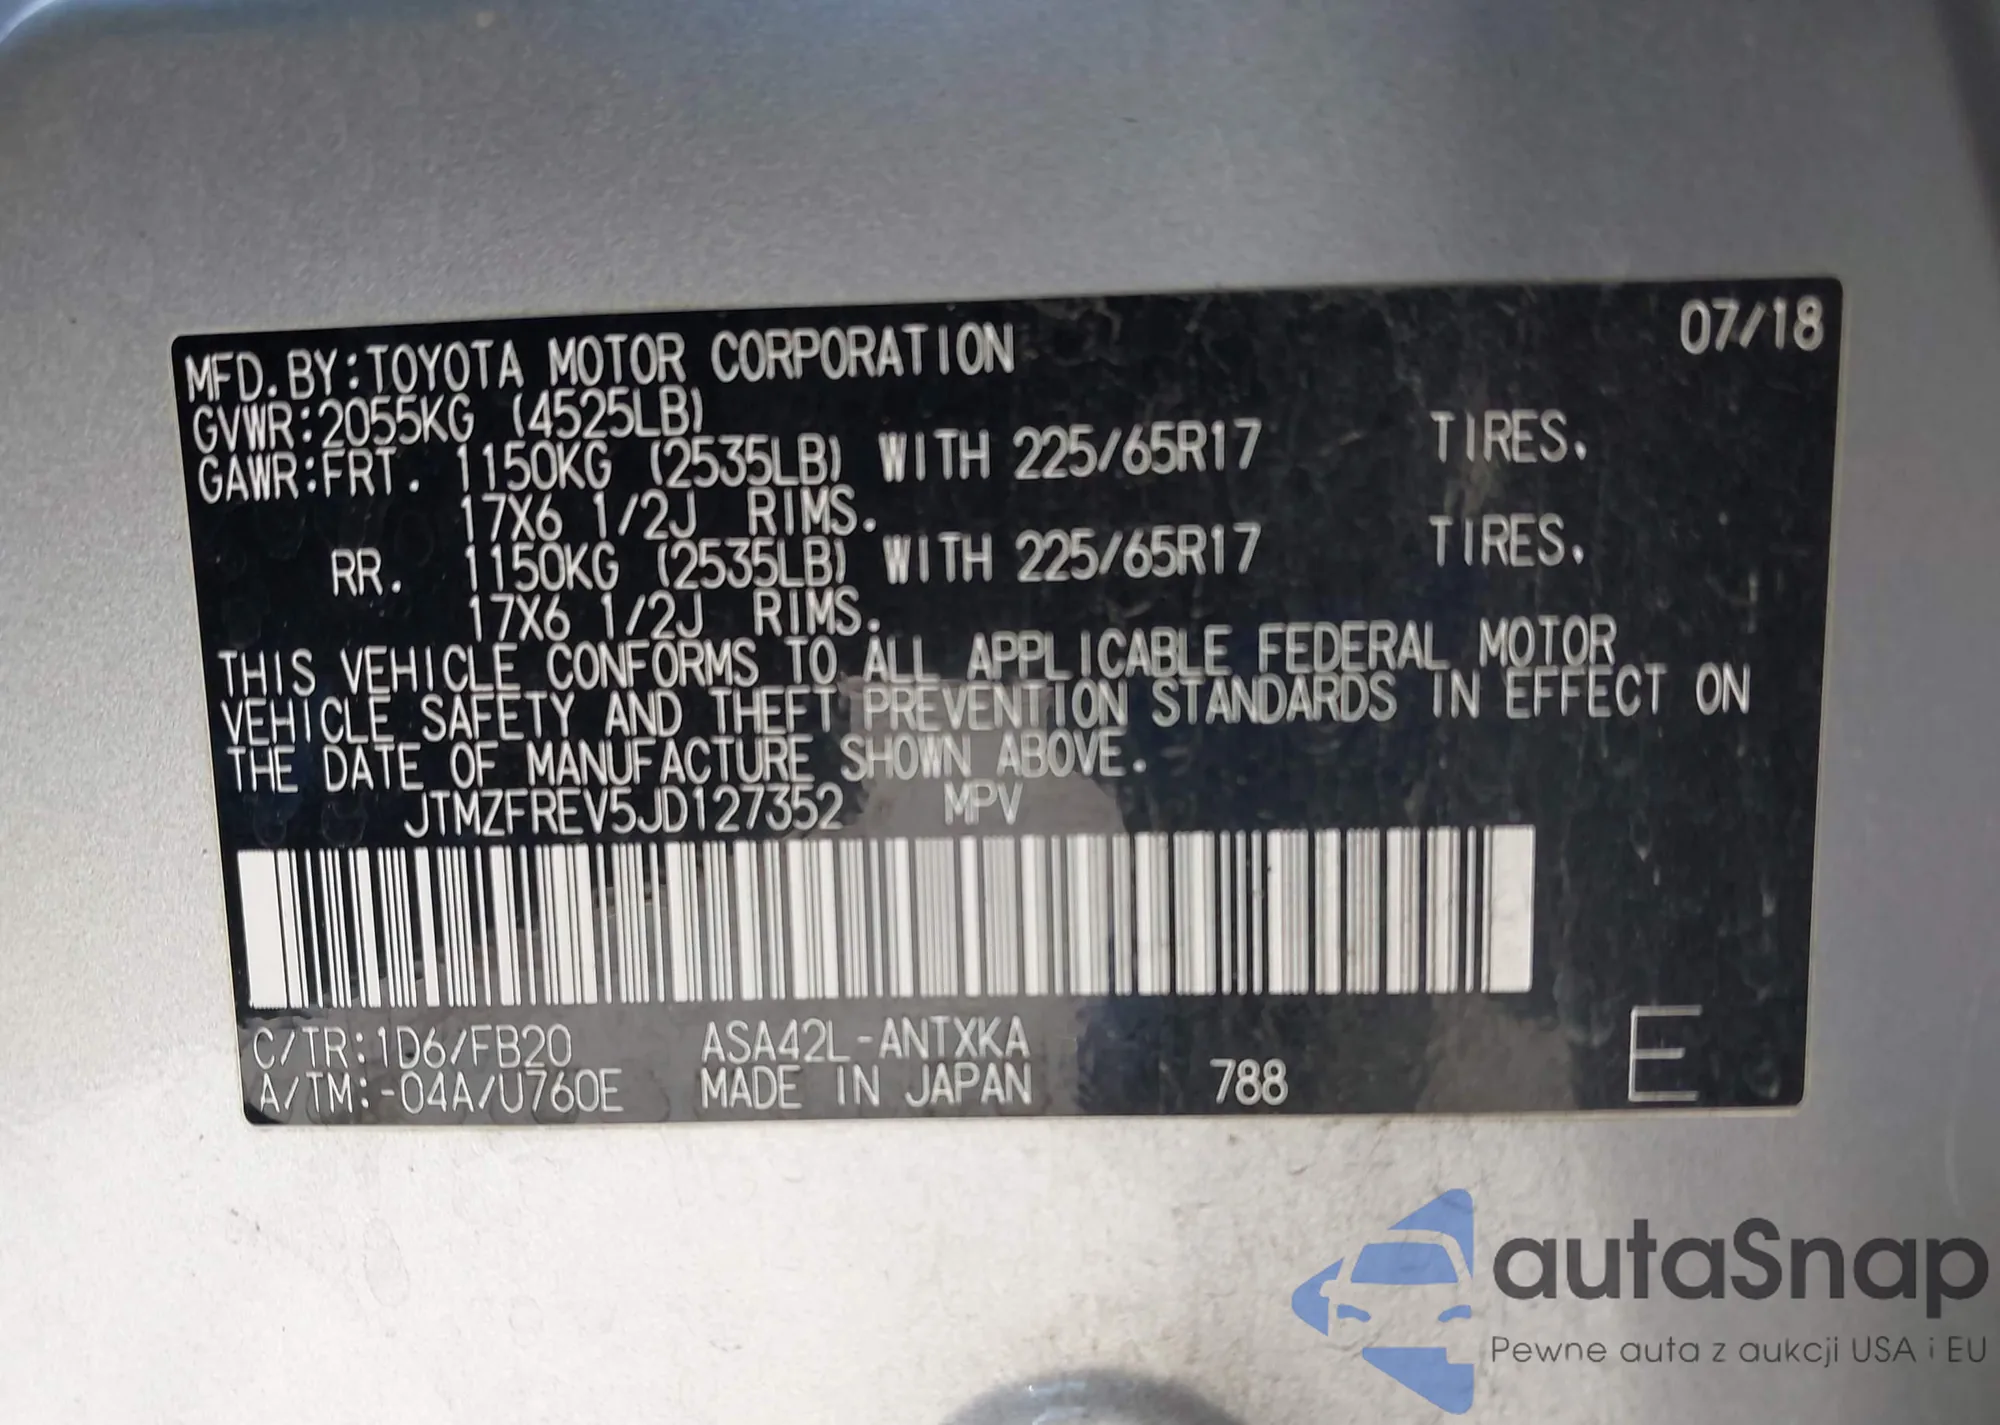 07/18
MFD.BY:TOYOTA MOTOR CORPORATION
GVWR:2055KG (4525LB)
GAWR:FRT. 1150KG (2535LB) WITH 225/65R17 TIRES.
17X6 1/2J RIMS.
RR. 1150KG (2535LB) WITH 225/65R17 TIRES.
17X6 1/2J RIMS.
THIS VEHICLE CONFORMS TO ALL APPLICABLE FEDERAL MOTOR
VEHICLE SAFETY AND THEFT PREVENTION STANDARDS IN EFFECT ON
THE DATE OF MANUFACTURE SHOWN ABOVE.
JTMZFREV5JD127352 MPV
C/TR:1D6/FB20 ASA42L-ANTXKA
A/TM:-04A/U760E MADE IN JAPAN 788 E
autaSnap
Pewne auta z aukcji USA i EU